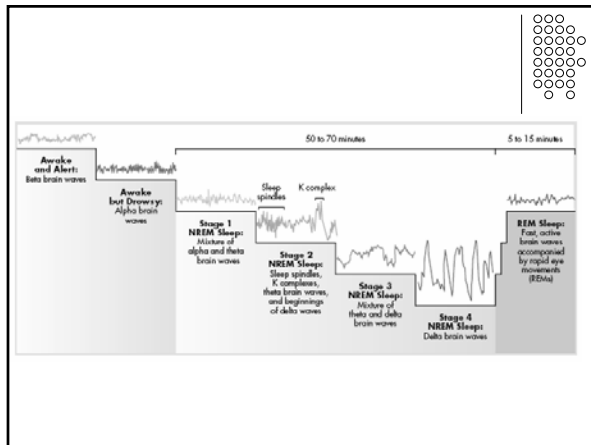 50 to 70 minutes
5 to 15 minutes
Awake
and Alert:
Beta brain waves
Awake
but Drowsy:
Alpha brain
waves
Stage 1
NREM Sleep:
Mixture of
alpha and theta
brain waves
Sleep
spindles
K complex
Stage 2
NREM Sleep:
Sleep spindles,
K complexes,
theta brain waves,
and beginnings
of delta waves
Stage 3
NREM Sleep:
Mixture of
theta and delta
brain waves
Stage 4
NREM Sleep:
Delta brain waves
REM Sleep:
Fast, active
brain waves
accompanied
by rapid eye
movements
(REMs)